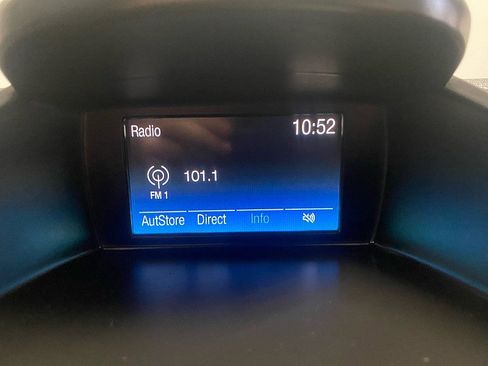 Radio 10:52
101.1
FM 1
AutStore Direct Info